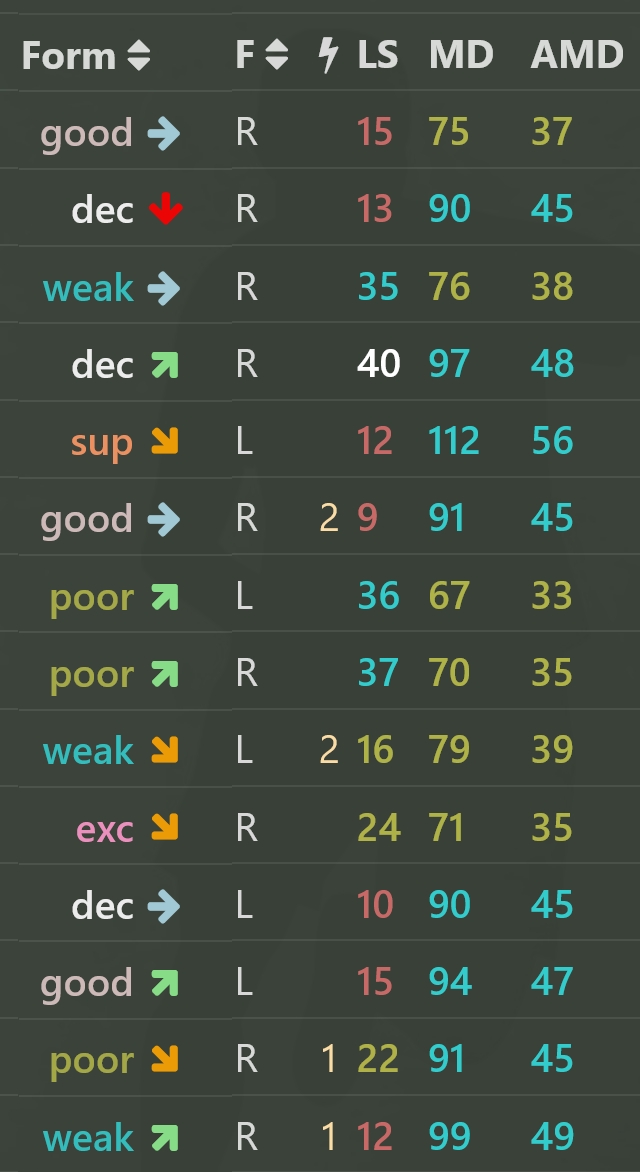 Form F LS MD AMD
good R 15 75 37
dec R 13 90 45
weak R 35 76 38
dec R 40 97 48
sup L 12 112 56
good R 2 9 91 45
poor L 36 67 33
poor R 37 70 35
weak L 2 16 79 39
exc R 24 71 35
dec L 10 90 45
good L 15 94 47
poor R 1 22 91 45
weak R 1 12 99 49